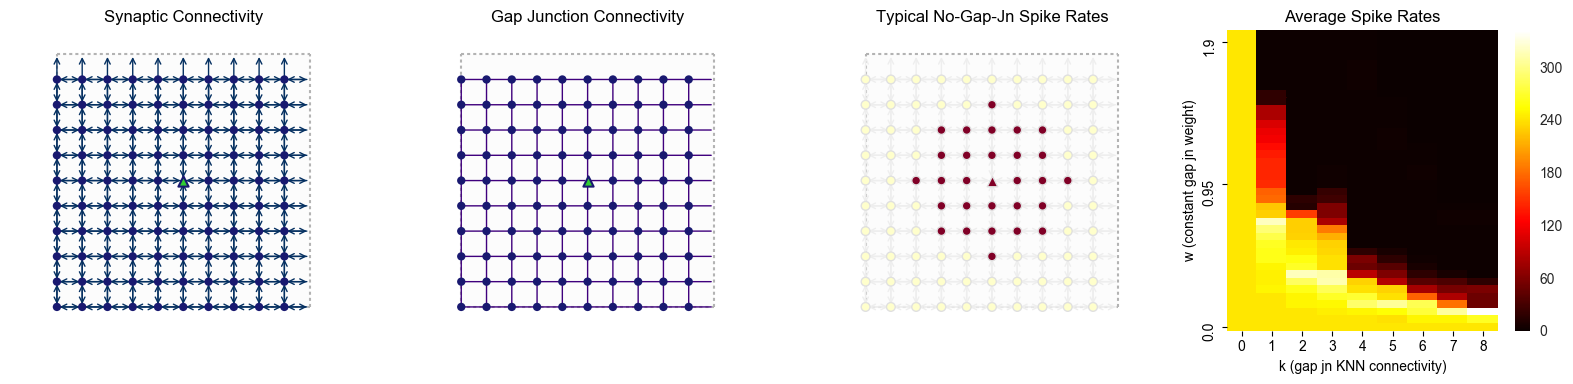 Synaptic Connectivity
Gap Junction Connectivity
Typical No-Gap-Jn Spike Rates
Average Spike Rates
w (constant gap jn weight)
1.9
0.95
0.0
0 1 2 3 4 5 6 7 8
k (gap jn KNN connectivity)
300
240
180
120
60
0